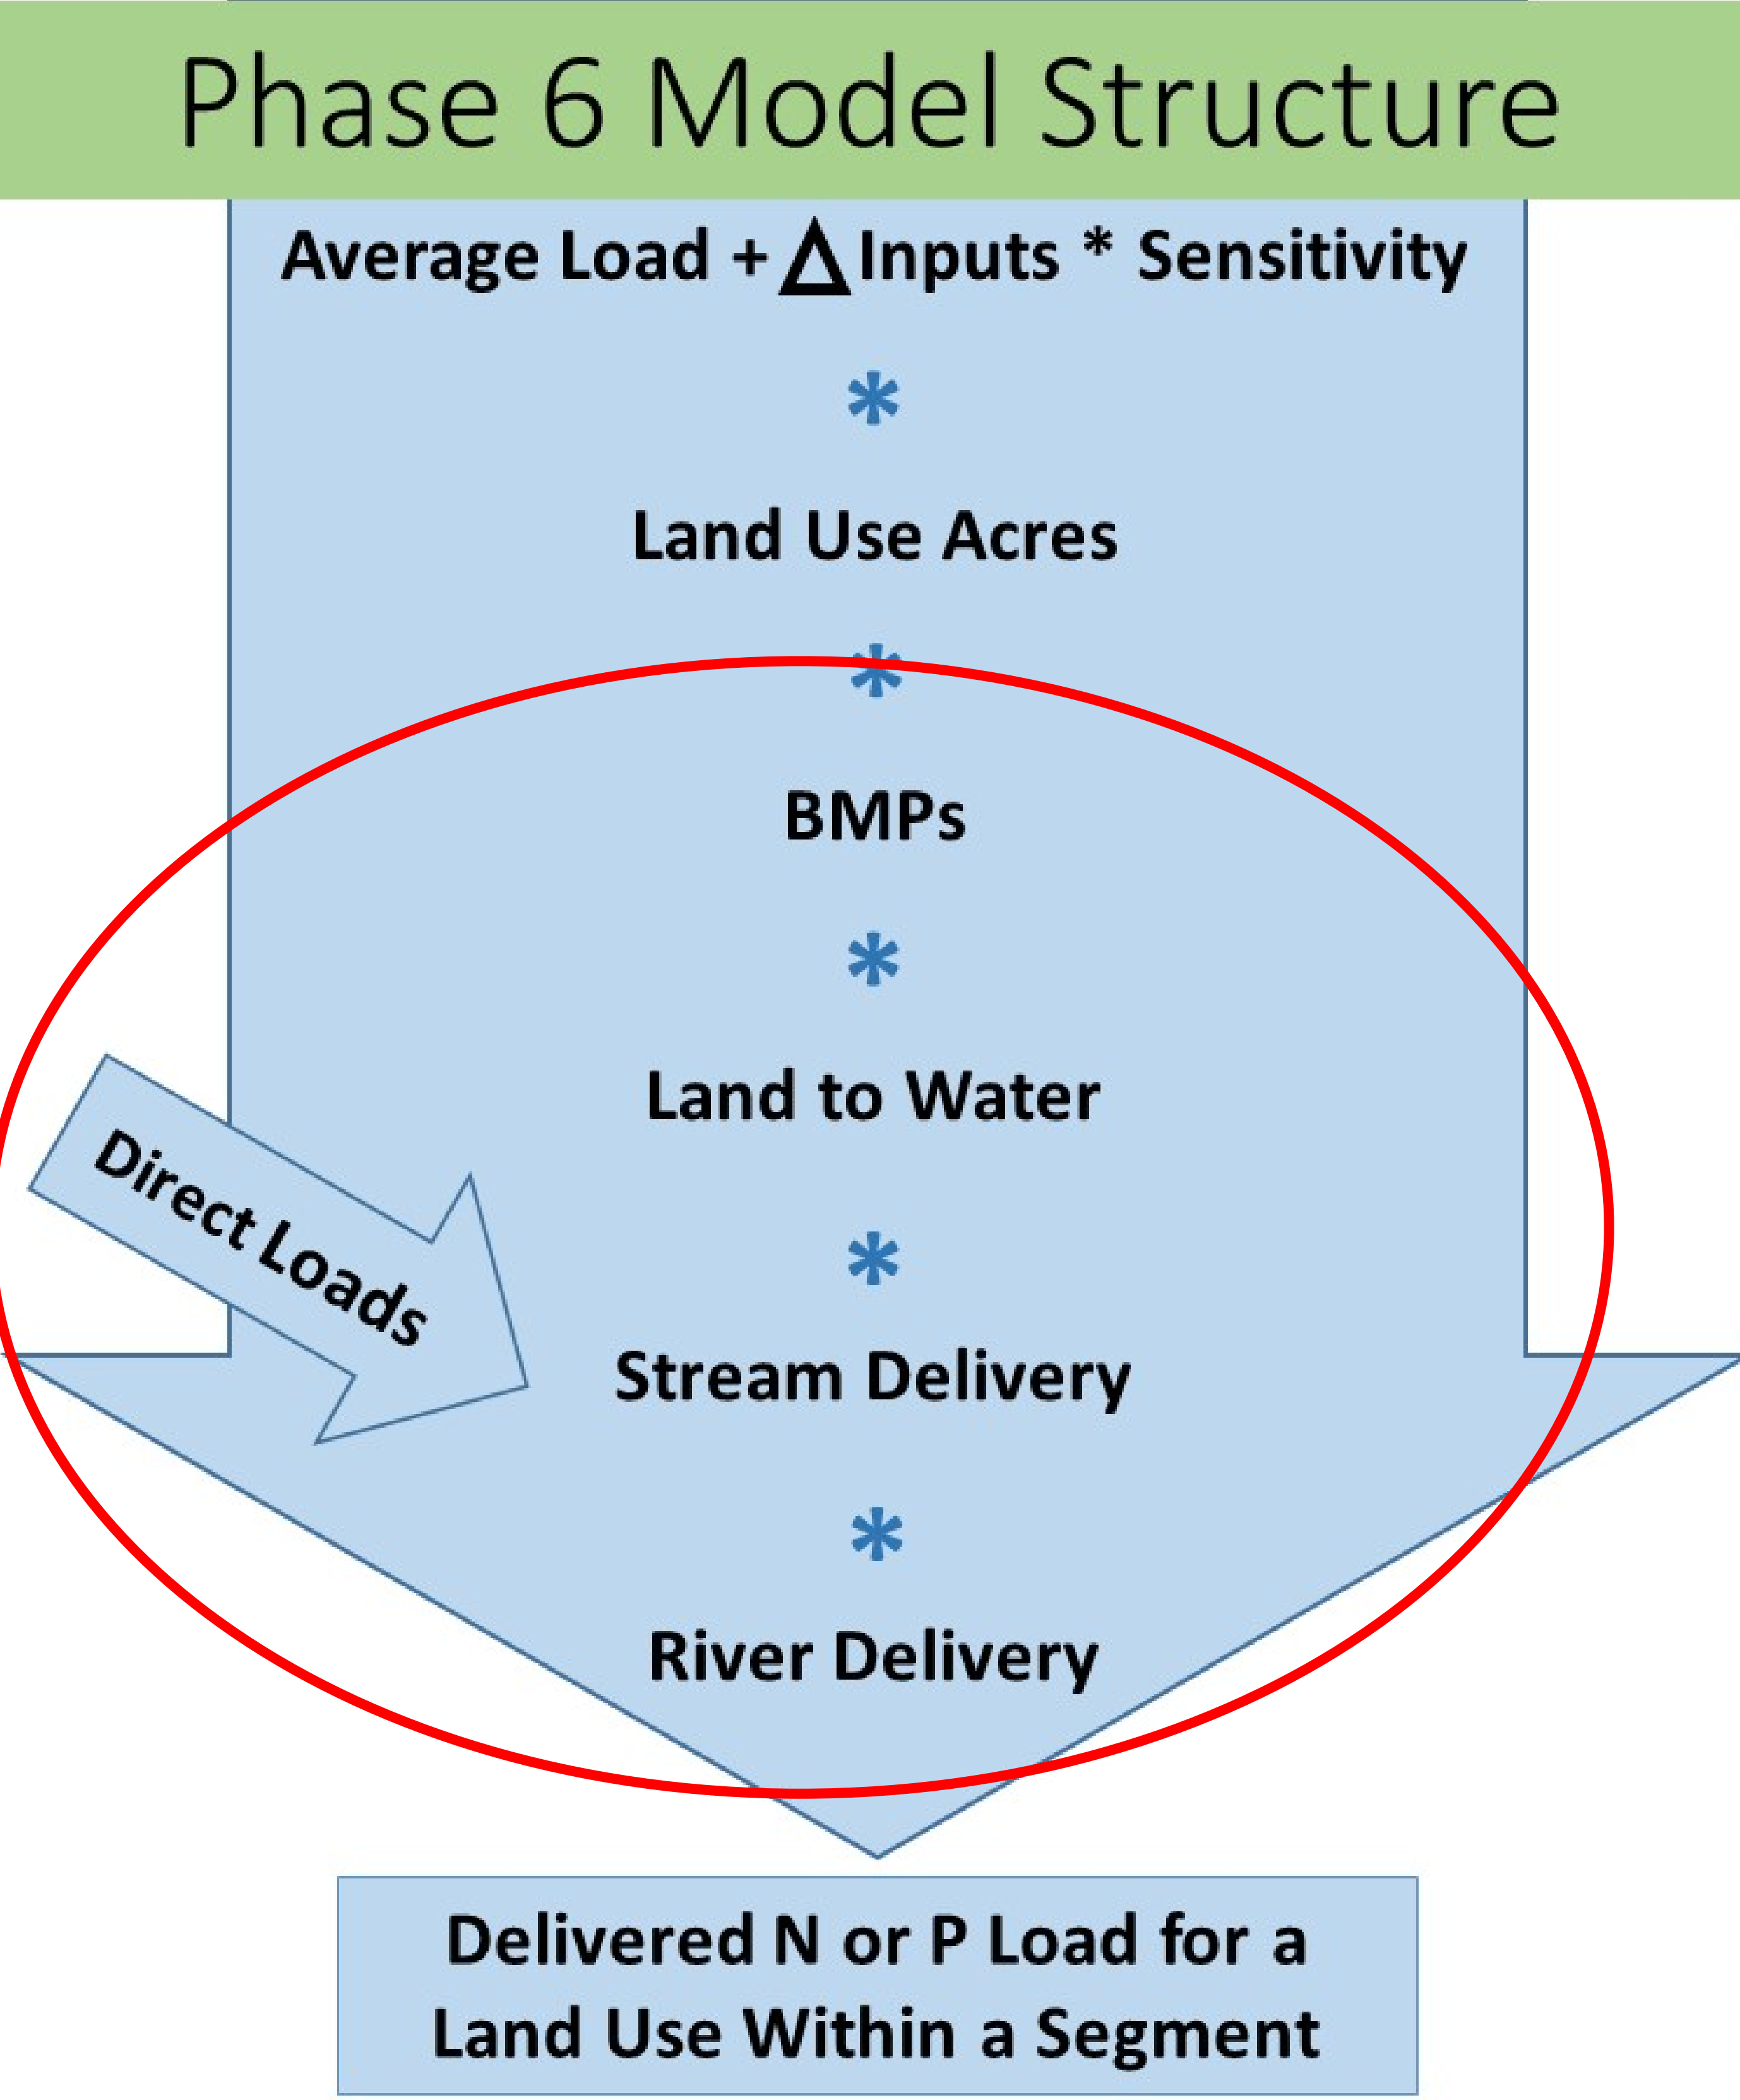 Phase 6 Model Structure
Average Load + Δ Inputs * Sensitivity
*
Land Use Acres
*
BMPs
*
Land to Water
*
Direct Loads
Stream Delivery
*
River Delivery
Delivered N or P Load for a
Land Use Within a Segment